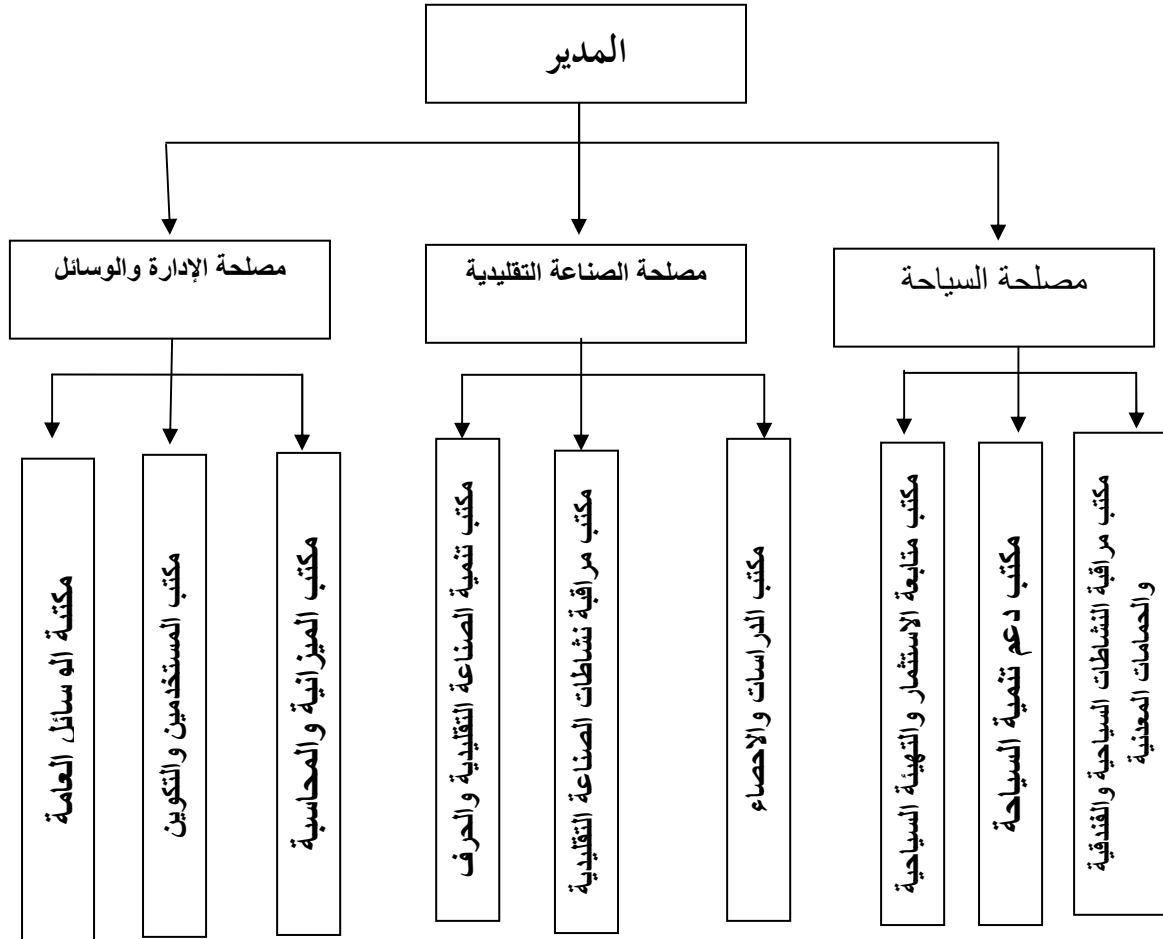 المدير
مصلحة السياحة
مصلحة الصناعة التقليدية
مصلحة الإدارة والوسائل
مكتب مراقبة النشاطات السياحية والفندقية
والحمامات المعدنية
مكتب دعم تنمية السياحة
مكتب متابعة الاستثمار والتهيئة السياحية
مكتب الدراسات والاحصاء
مكتب مراقبة نشاطات الصناعة التقليدية
مكتب تنمية الصناعة التقليدية والحرف
مكتب الميزانية والمحاسبة
مكتب المستخدمين والتكوين
مكتبة الوسائل العامة